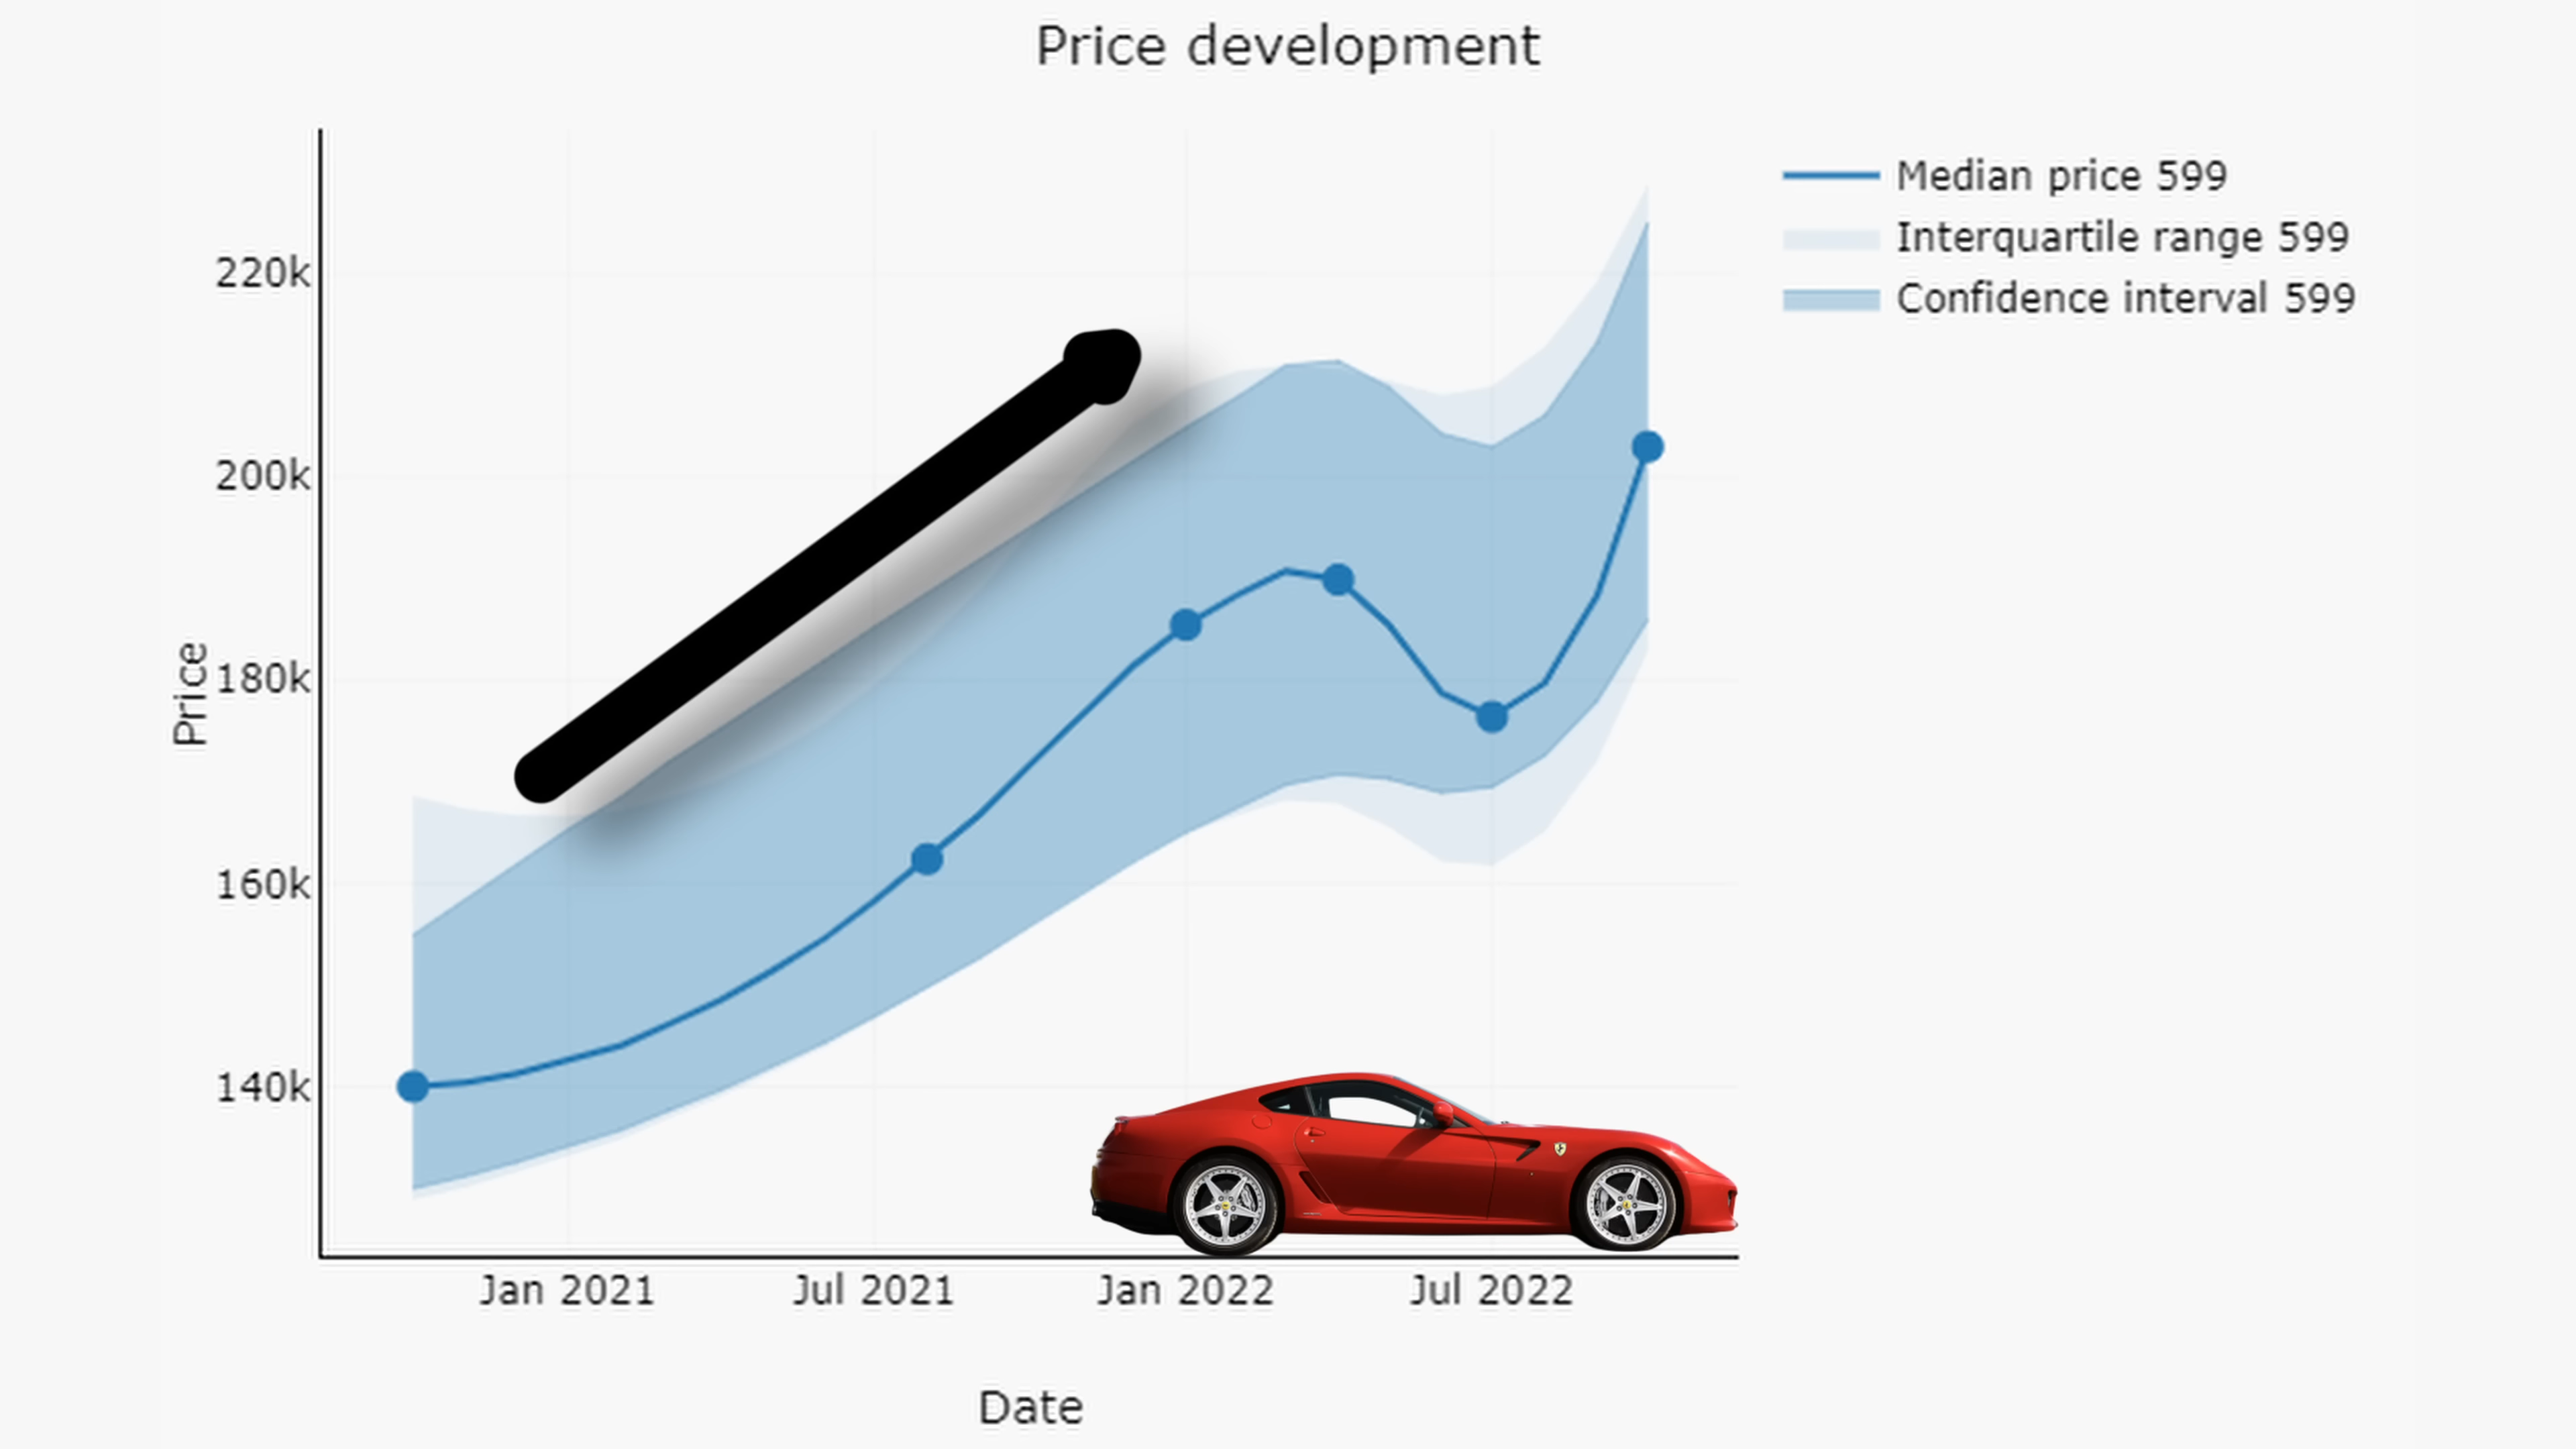 Price development
Median price 599
Interquartile range 599
Confidence interval 599
220k
200k
180k
160k
140k
Price
Jan 2021
Jul 2021
Jan 2022
Jul 2022
Date